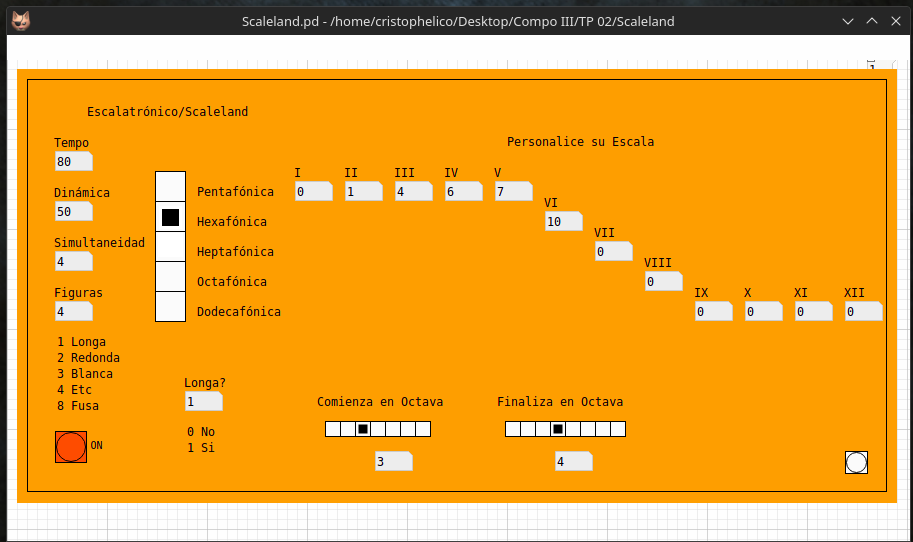 Scaleland.pd - /home/cristophelico/Desktop/Compo III/TP 02/Scaleland
Escalatrónico/Scaleland
Personalice su Escala
Tempo
80
Dinámica
50
Simultaneidad
4
Figuras
4
1 Longa
2 Redonda
3 Blanca
4 Etc
8 Fusa
ON
Pentafónica
Hexafónica
Heptafónica
Octafónica
Dodecafónica
I II III IV V
0 1 4 6 7
VI
10
VII
0
VIII
0
IX X XI XII
0 0 0 0
Longa?
1
0 No
1 Si
Comienza en Octava
3
Finaliza en Octava
4